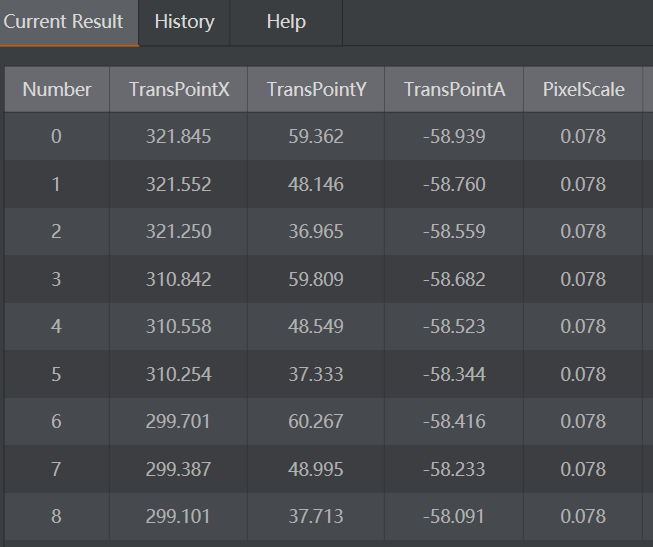 Current Result History Help
Number TransPointX TransPointY TransPointA PixelScale
0 321.845 59.362 -58.939 0.078
1 321.552 48.146 -58.760 0.078
2 321.250 36.965 -58.559 0.078
3 310.842 59.809 -58.682 0.078
4 310.558 48.549 -58.523 0.078
5 310.254 37.333 -58.344 0.078
6 299.701 60.267 -58.416 0.078
7 299.387 48.995 -58.233 0.078
8 299.101 37.713 -58.091 0.078